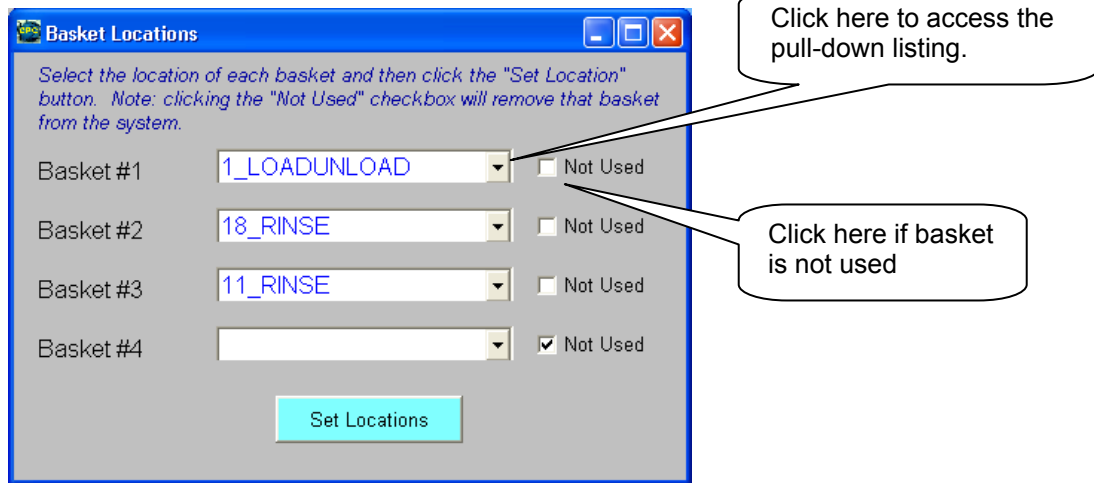 Click here to access the
pull-down listing.
CPC Basket Locations
Select the location of each basket and then click the "Set Location"
button. Note: clicking the "Not Used" checkbox will remove that basket
from the system.
Basket #1 1_LOADUNLOAD Not Used
Basket #2 18_RINSE Not Used
Click here if basket
is not used
Basket #3 11_RINSE Not Used
Basket #4 Not Used
Set Locations